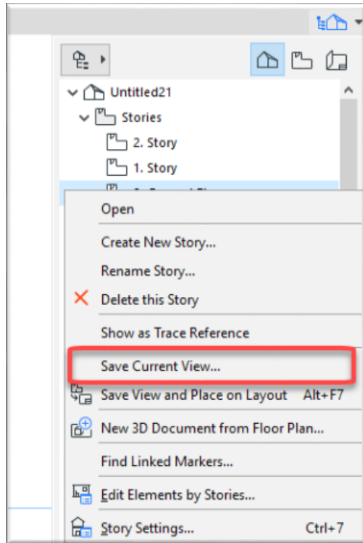 Untitled21
Stories
2. Story
1. Story
Open
Create New Story...
Rename Story...
Delete this Story
Show as Trace Reference
Save Current View...
Save View and Place on Layout Alt+F7
New 3D Document from Floor Plan...
Find Linked Markers...
Edit Elements by Stories...
Story Settings... Ctrl+7